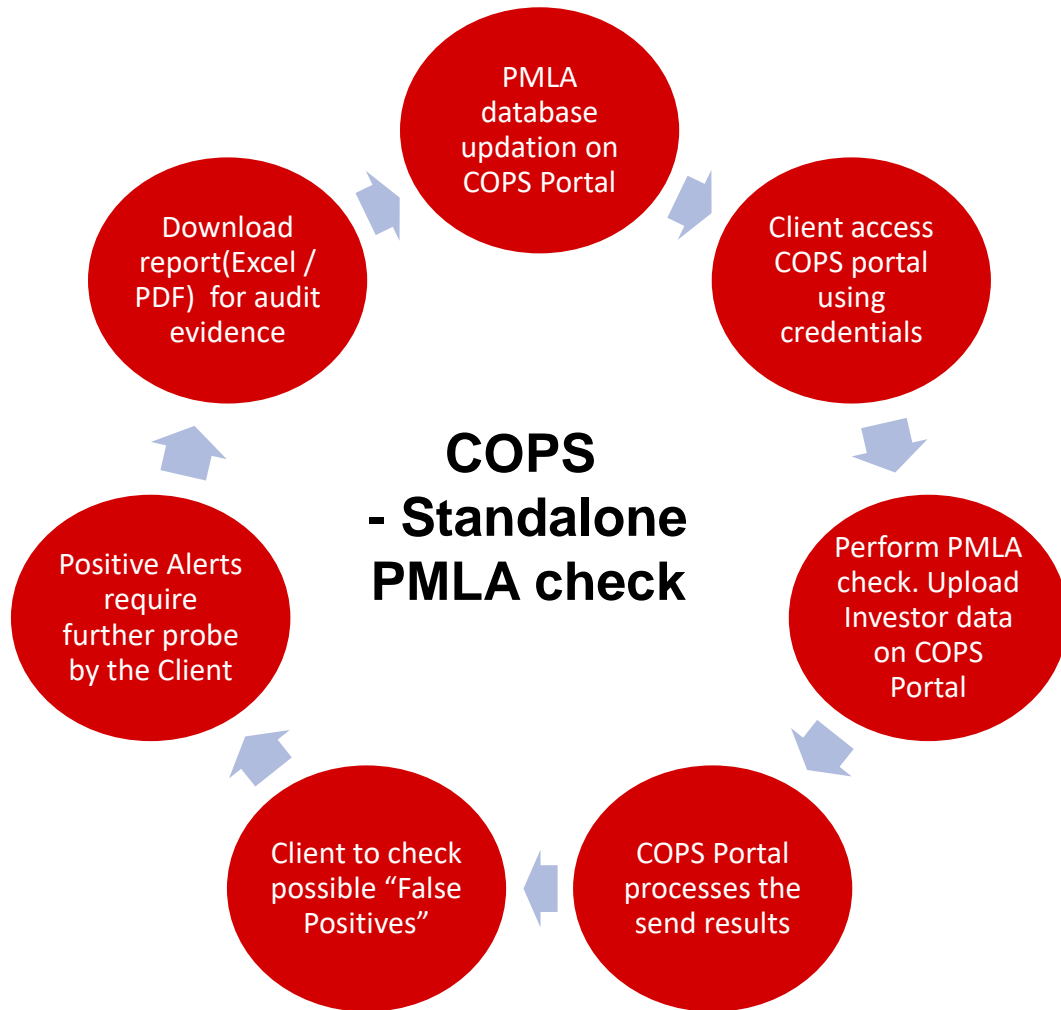 PMLA
database
updation on
COPS Portal
Client access
COPS portal
using
credentials
Perform PMLA
check. Upload
Investor data
on COPS
Portal
COPS Portal
processes the
send results
Client to check
possible “False
Positives”
Positive Alerts
require
further probe
by the Client
Download
report(Excel /
PDF) for audit
evidence
COPS
- Standalone
PMLA check